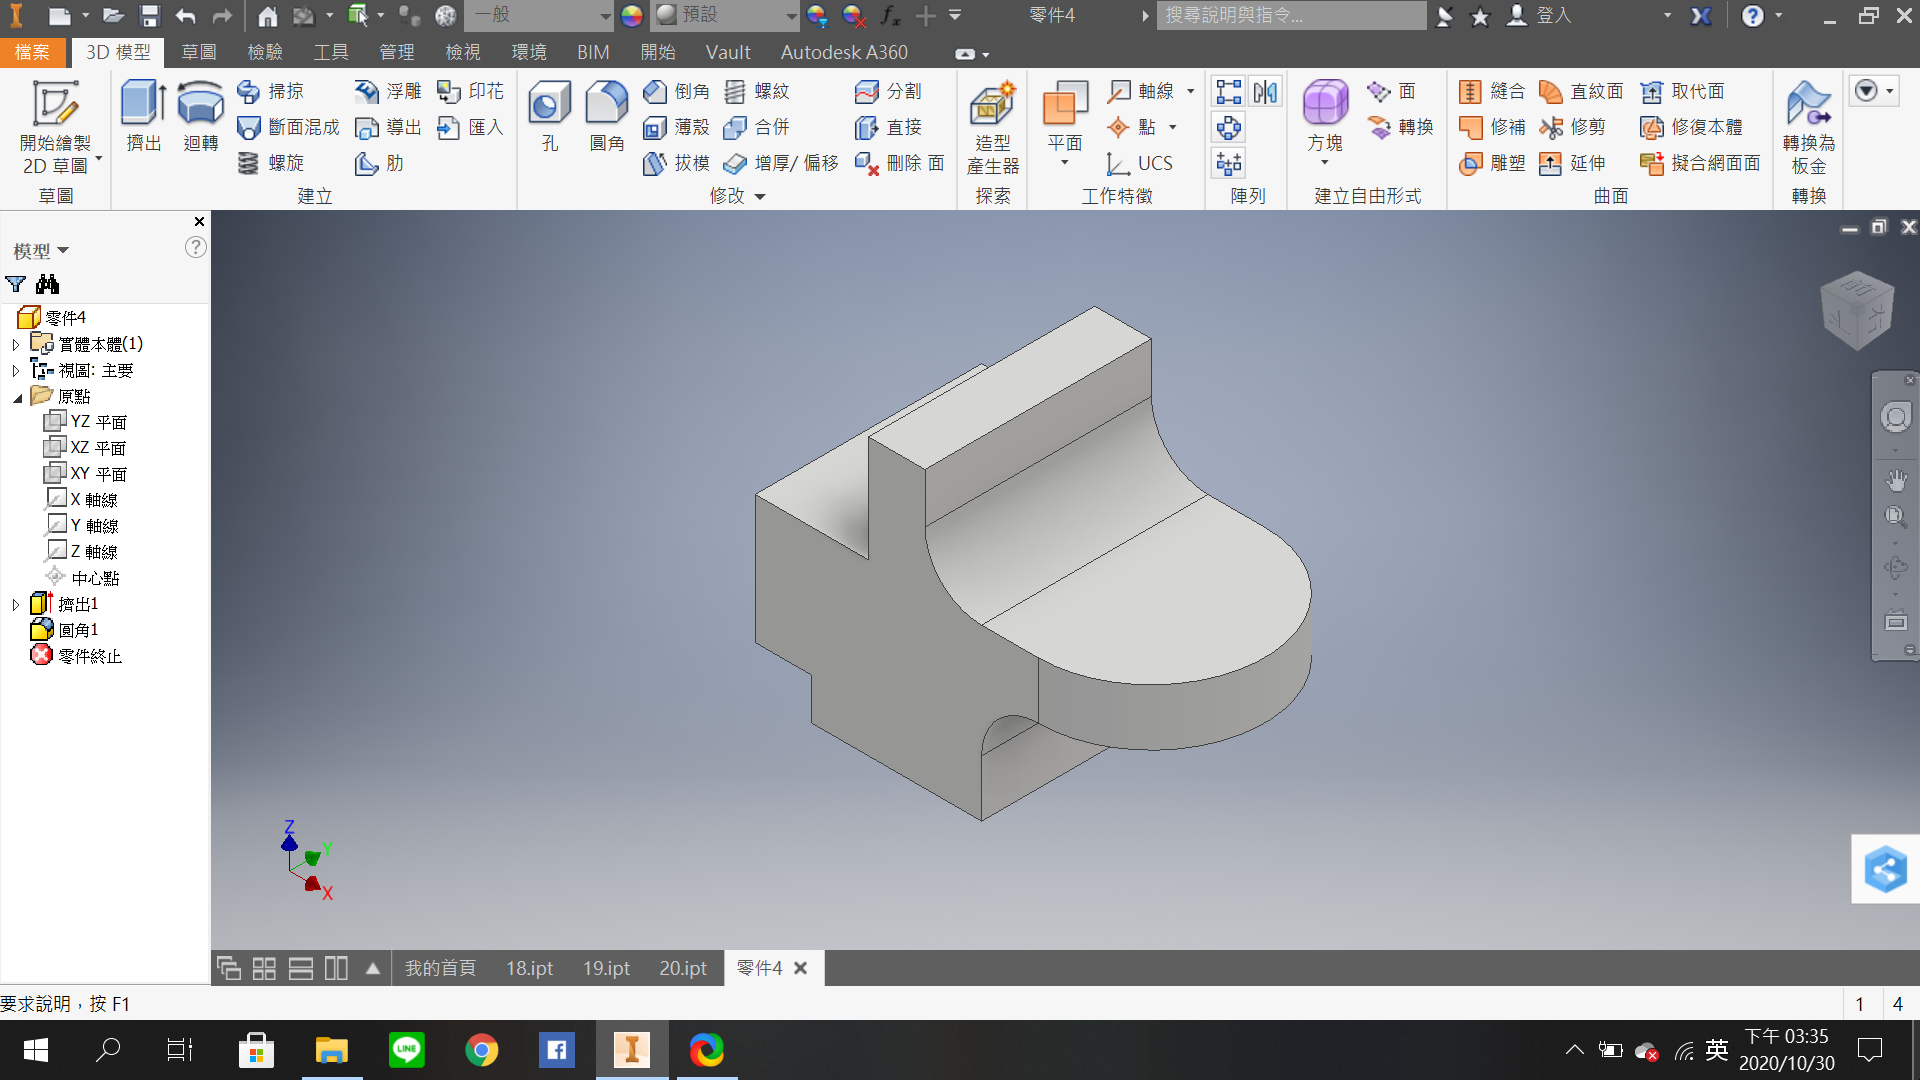 一般
預設
fx
零件4
搜尋說明與指令...
登入
檔案
3D 模型
草圖
檢驗
工具
管理
檢視
環境
BIM
開始
Vault
Autodesk A360
開始繪製
2D 草圖
草圖
擠出
迴轉
掃掠
斷面混成
螺旋
浮雕
導出
肋
印花
匯入
建立
孔
圓角
倒角
薄殼
拔模
螺紋
合併
增厚/ 偏移
分割
直接
刪除 面
修改
造型
產生器
探索
平面
軸線
點
UCS
工作特徵
陣列
方塊
面
轉換
建立自由形式
縫合
修補
雕塑
直紋面
修剪
延伸
取代面
修復本體
擬合網面面
曲面
轉換為
板金
轉換
模型
零件4
實體本體(1)
視圖: 主要
原點
YZ 平面
XZ 平面
XY 平面
X 軸線
Y 軸線
Z 軸線
中心點
擠出1
圓角1
零件終止
Z
Y
X
我的首頁
18.ipt
19.ipt
20.ipt
零件4
要求說明，按 F1
1
4
LINE
英
下午 03:35
2020/10/30